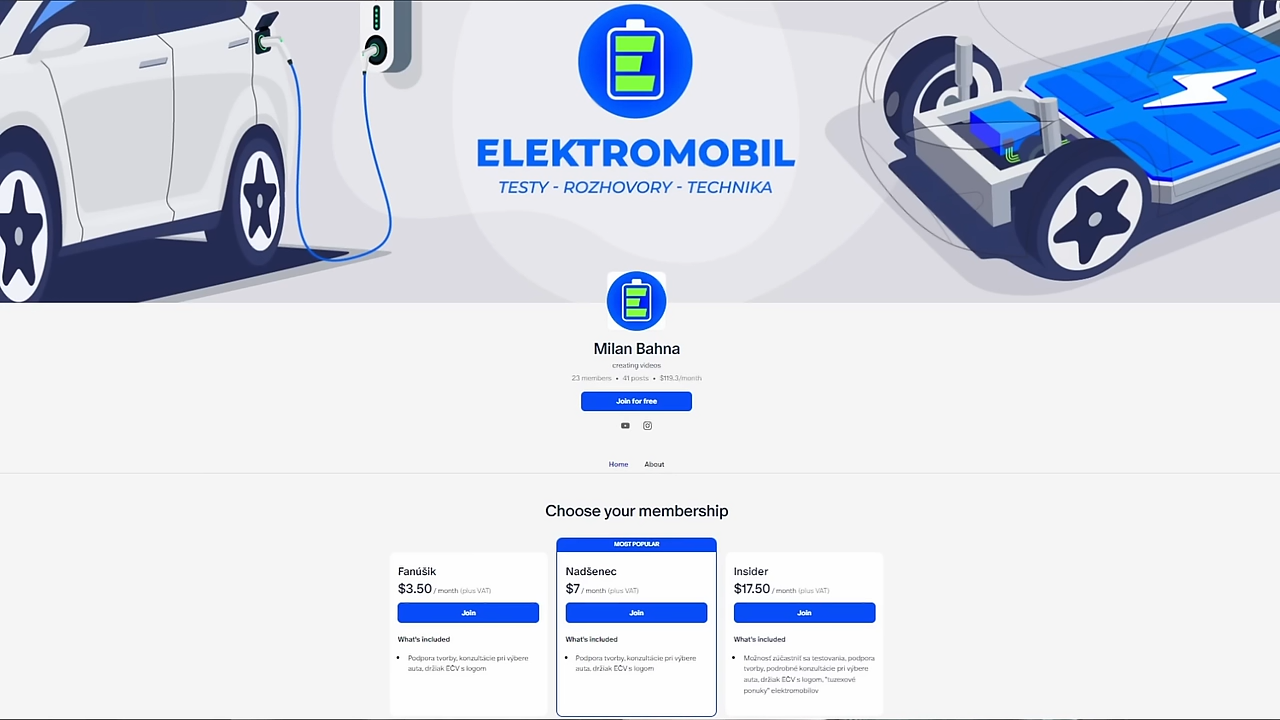 ELEKTROMOBIL
TESTY - ROZHOVORY - TECHNIKA
Milan Bahna
creating videos
23 members • 41 posts • $119.3/month
Join for free
Home About
Choose your membership
MOST POPULAR
Fanúšik
$3.50 / month (plus VAT)
Join
What's included
• Podpora tvorby, konzultácie pri výbere
auta, držiak EČV s logom
Nadšenec
$7 / month (plus VAT)
Join
What's included
• Podpora tvorby, konzultácie pri výbere
auta, držiak EČV s logom
Insider
$17.50 / month (plus VAT)
Join
What's included
• Možnosť zúčastniť sa testovania, podpora
tvorby, podrobné konzultácie pri výbere
auta, držiak EČV s logom, "tuzexové
ponuky" elektromobilov